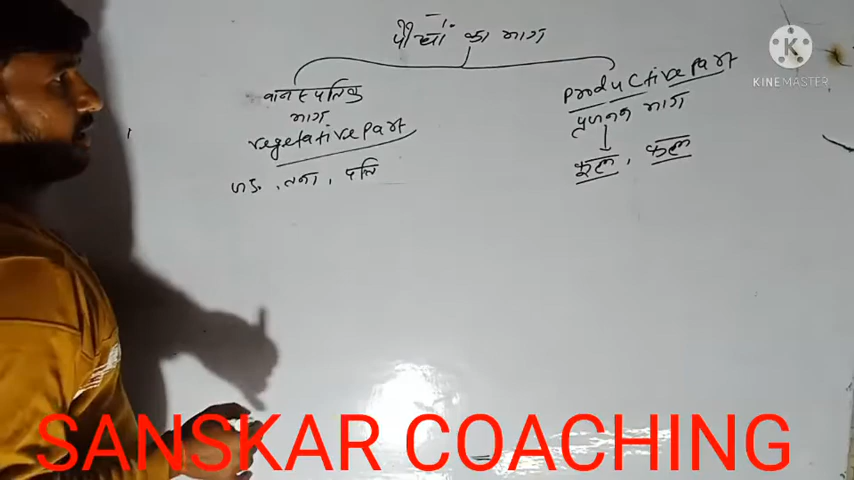 पौधों का भाग
वानस्पतिक
भाग
vegetative part
जड़, तना, पत्ति
Productive part
प्रजनन भाग
फूल, फल
KINEMASTER
SANSKAR COACHING